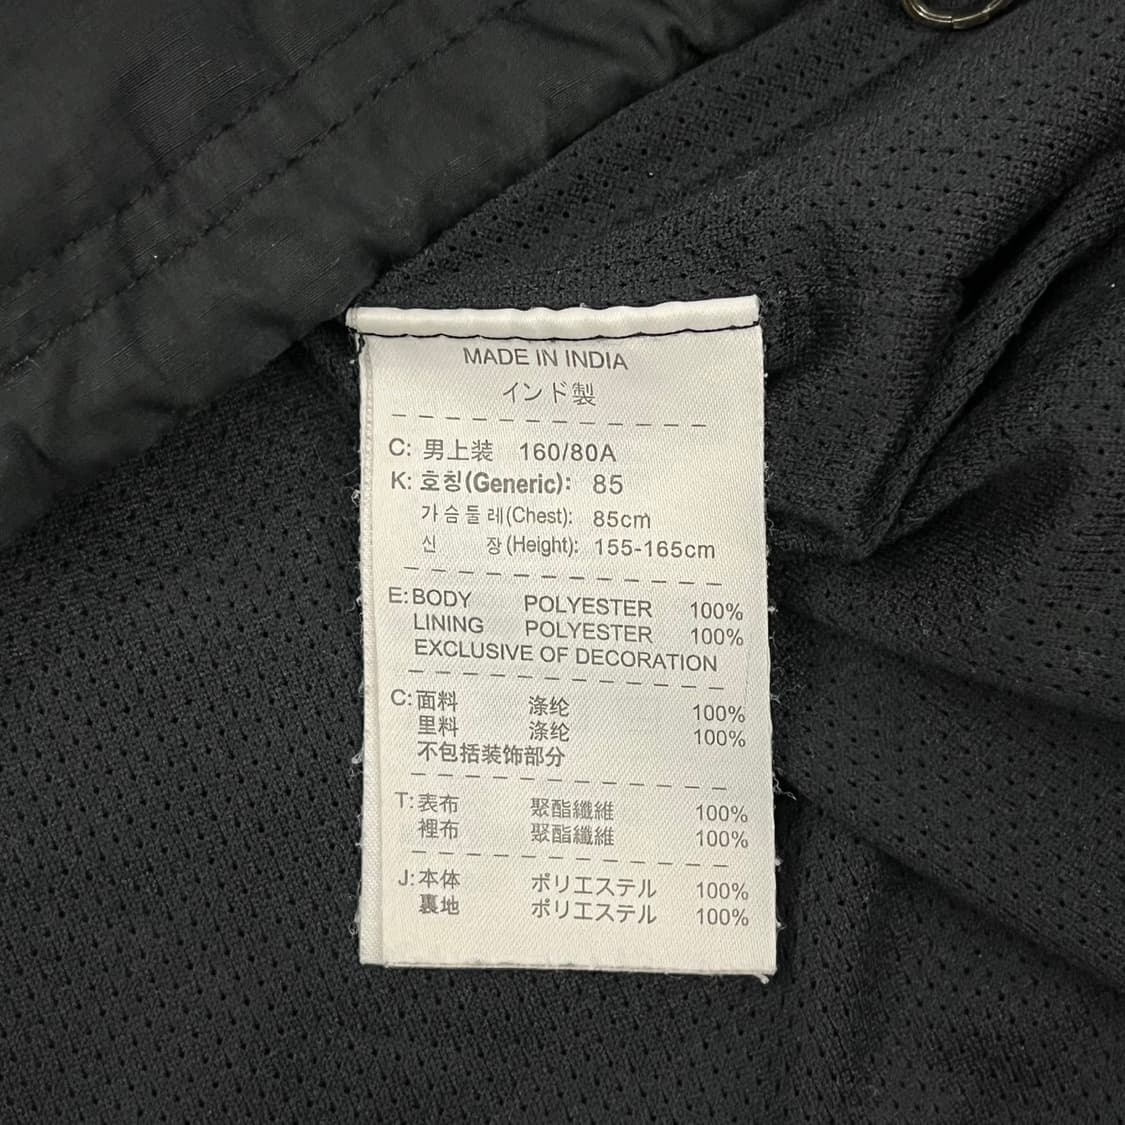 MADE IN INDIA
インド製
C: 男上装 160/80A
K: 호칭(Generic): 85
가슴둘레(Chest): 85cm
신 장(Height): 155-165cm
E: BODY POLYESTER 100%
LINING POLYESTER 100%
EXCLUSIVE OF DECORATION
C: 面料 涤纶 100%
里料 涤纶 100%
不包括装饰部分
T: 表布 聚酯纖維 100%
裡布 聚酯纖維 100%
J: 本体 ポリエステル 100%
裏地 ポリエステル 100%